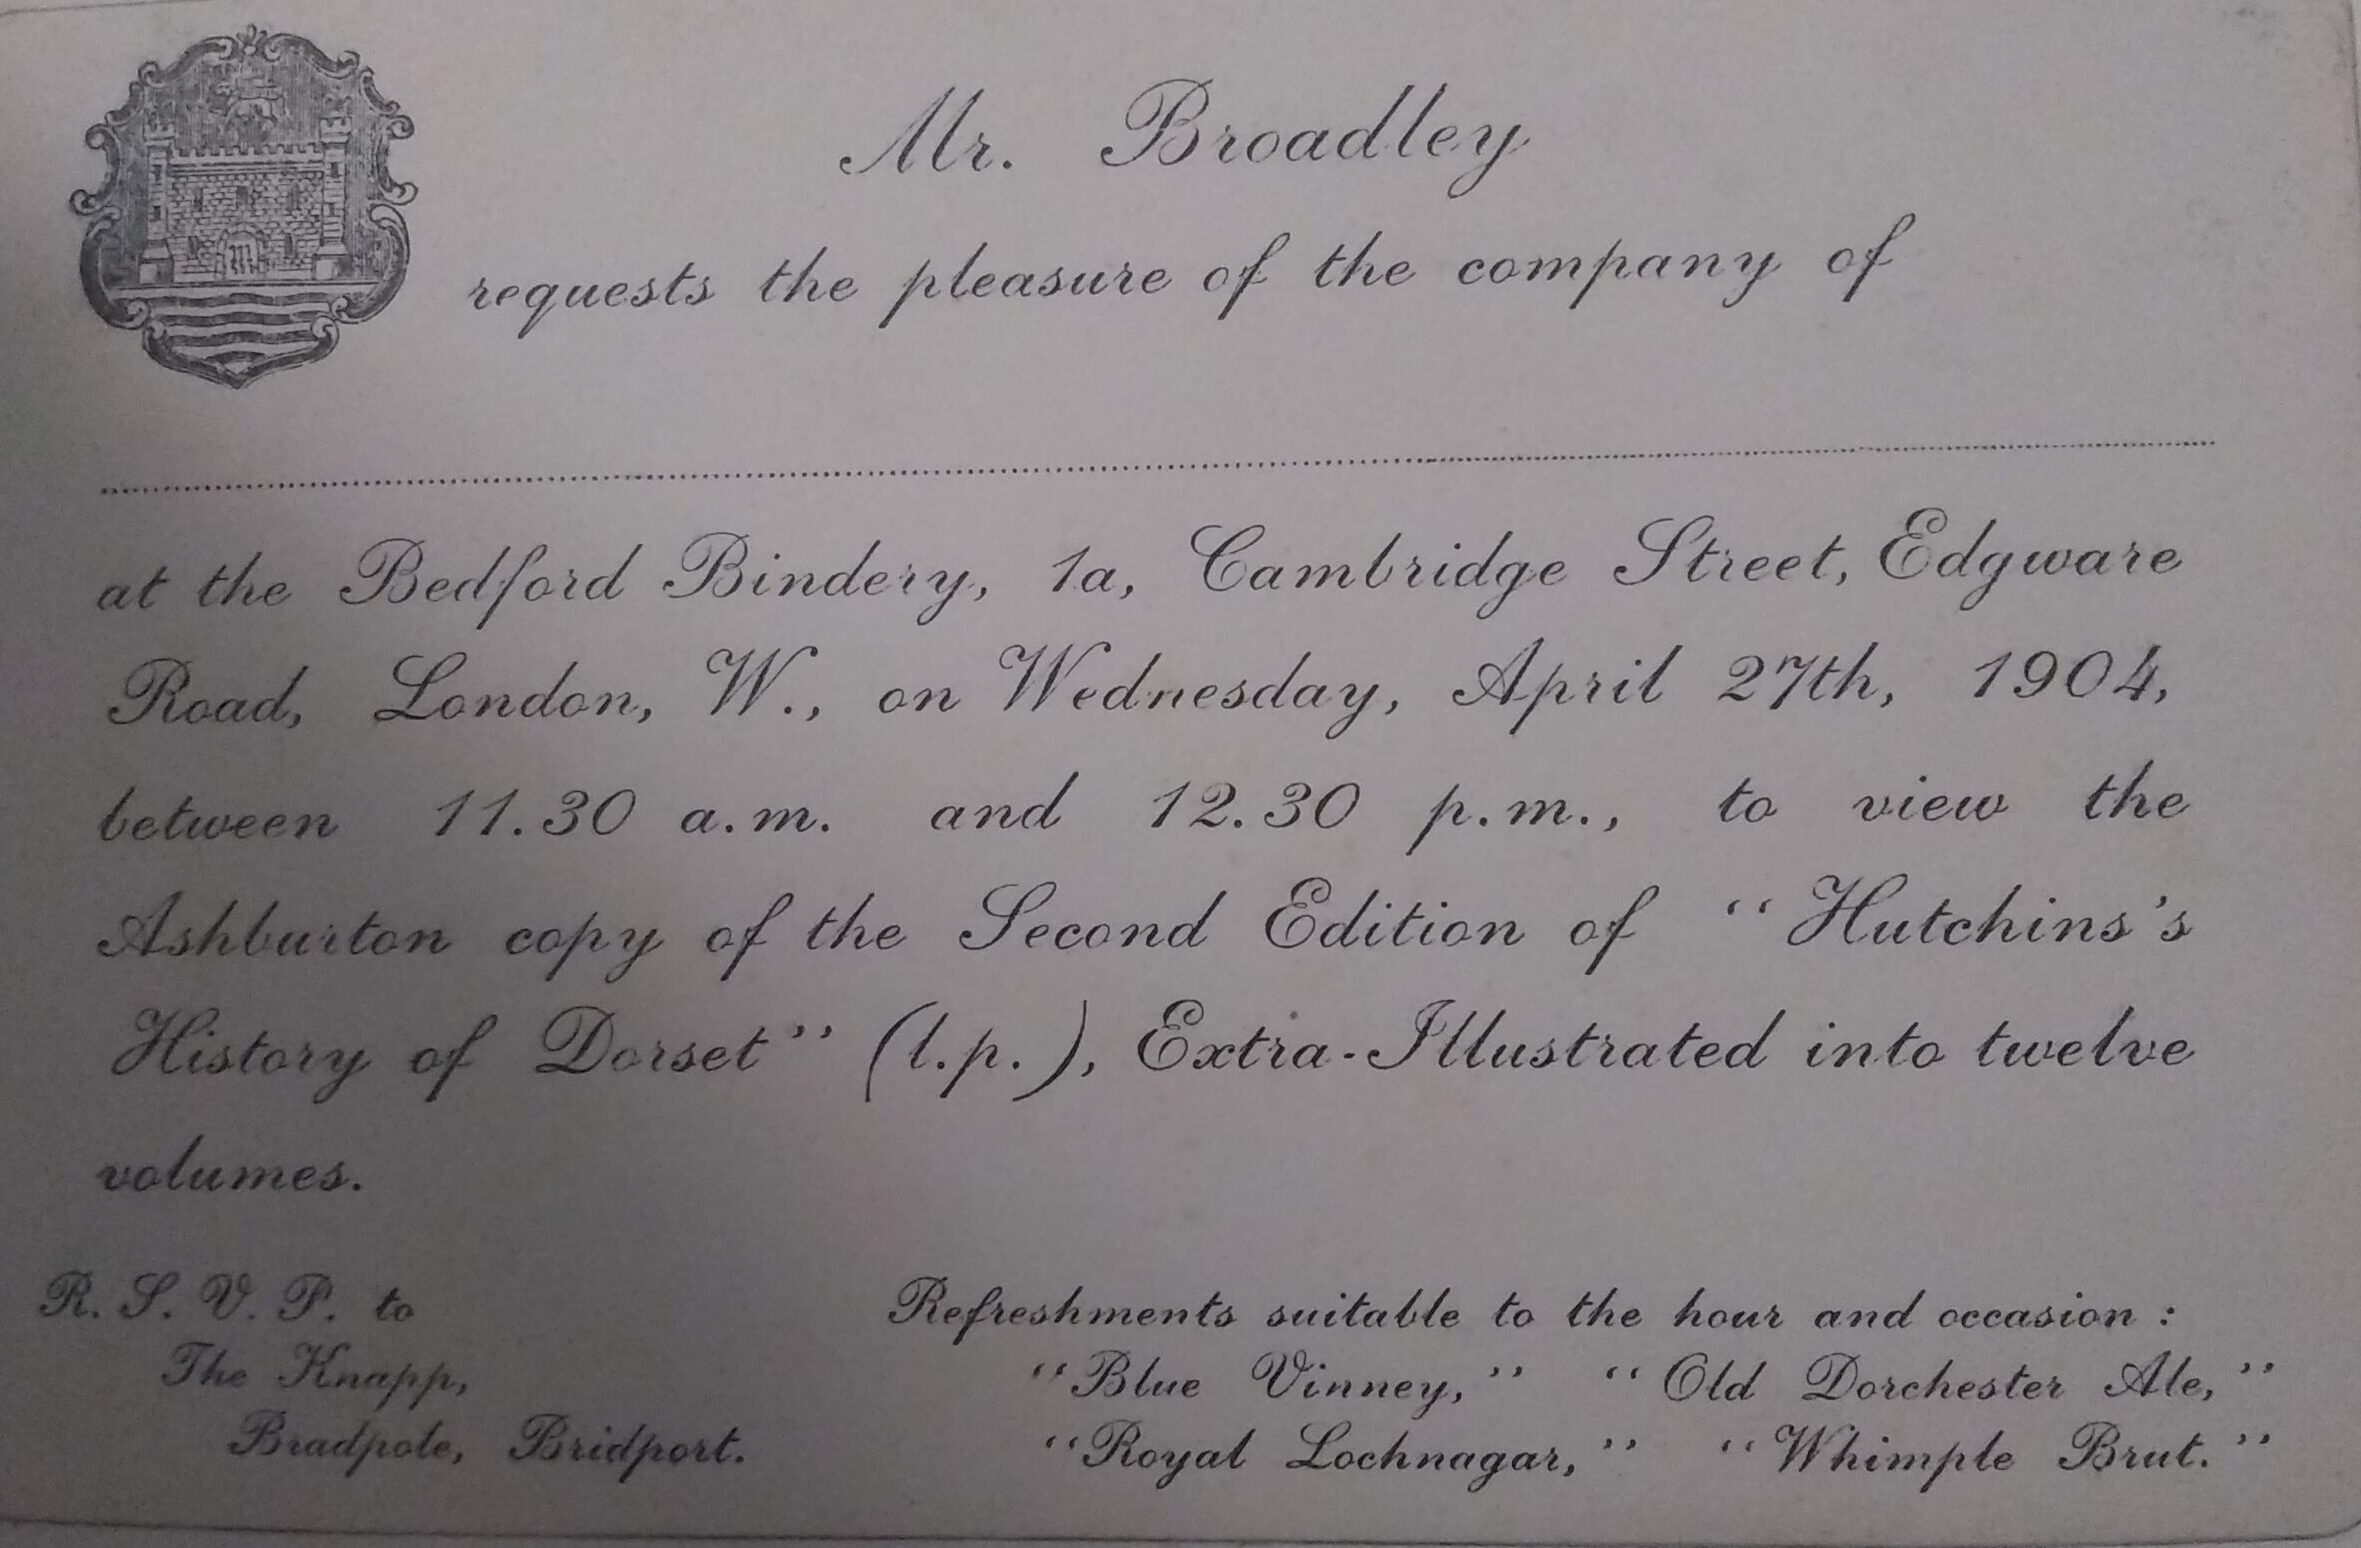 Mr. Broadley
requests the pleasure of the company of
at the Bedford Bindery, 1a, Cambridge Street, Edgware
Road, London, W., on Wednesday, April 27th, 1904,
between 11.30 a.m. and 12.30 p.m., to view the
Ashburton copy of the Second Edition of "Hutchins's
History of Dorset" (l.p.), Extra-Illustrated into twelve
volumes.
R. S. V. P. to
The Knapp,
Bradpole, Bridport.
Refreshments suitable to the hour and occasion :
"Blue Vinney," "Old Dorchester Ale,"
"Royal Lochnagar," "Whimple Brut."